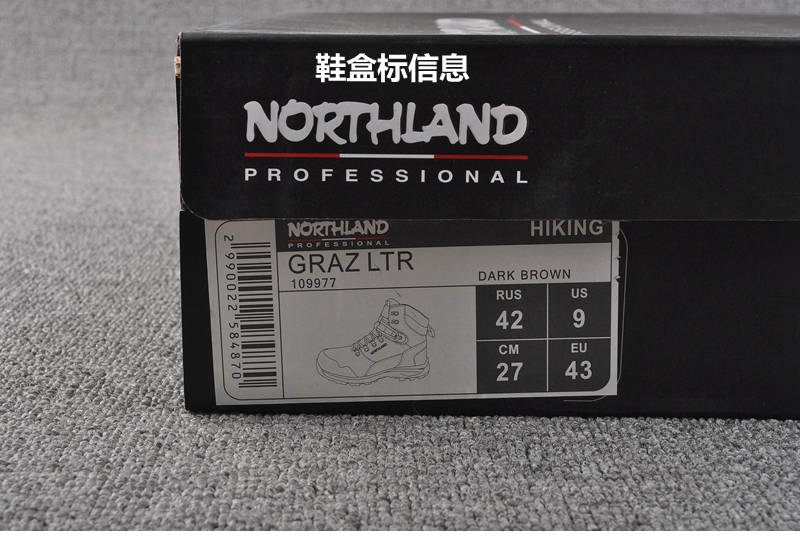 鞋盒标信息
NORTHLAND
PROFESSIONAL
NORTHLAND
PROFESSIONAL
HIKING
GRAZ LTR
109977
DARK BROWN
2 990022 584870
RUS US
42 9
CM EU
27 43
NORTHLAND